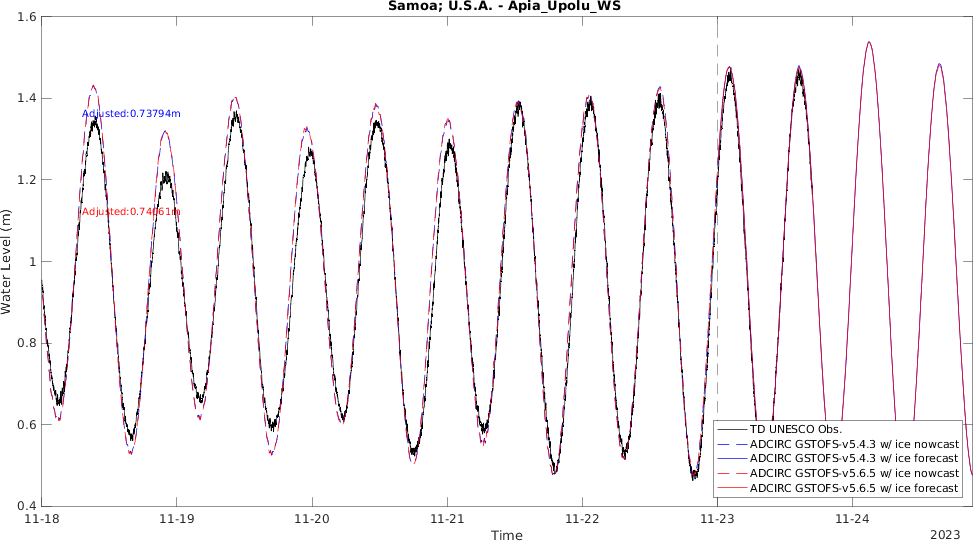 Samoa; U.S.A. - Apia_Upolu_WS
1.6
1.4
1.2
1
0.8
0.6
0.4
Water Level (m)
Adjusted:0.73794m
Adjusted:0.74061m
TD UNESCO Obs.
ADCIRC GSTOFS-v5.4.3 w/ ice nowcast
ADCIRC GSTOFS-v5.4.3 w/ ice forecast
ADCIRC GSTOFS-v5.6.5 w/ ice nowcast
ADCIRC GSTOFS-v5.6.5 w/ ice forecast
11-18 11-19 11-20 11-21 11-22 11-23 11-24
Time
2023